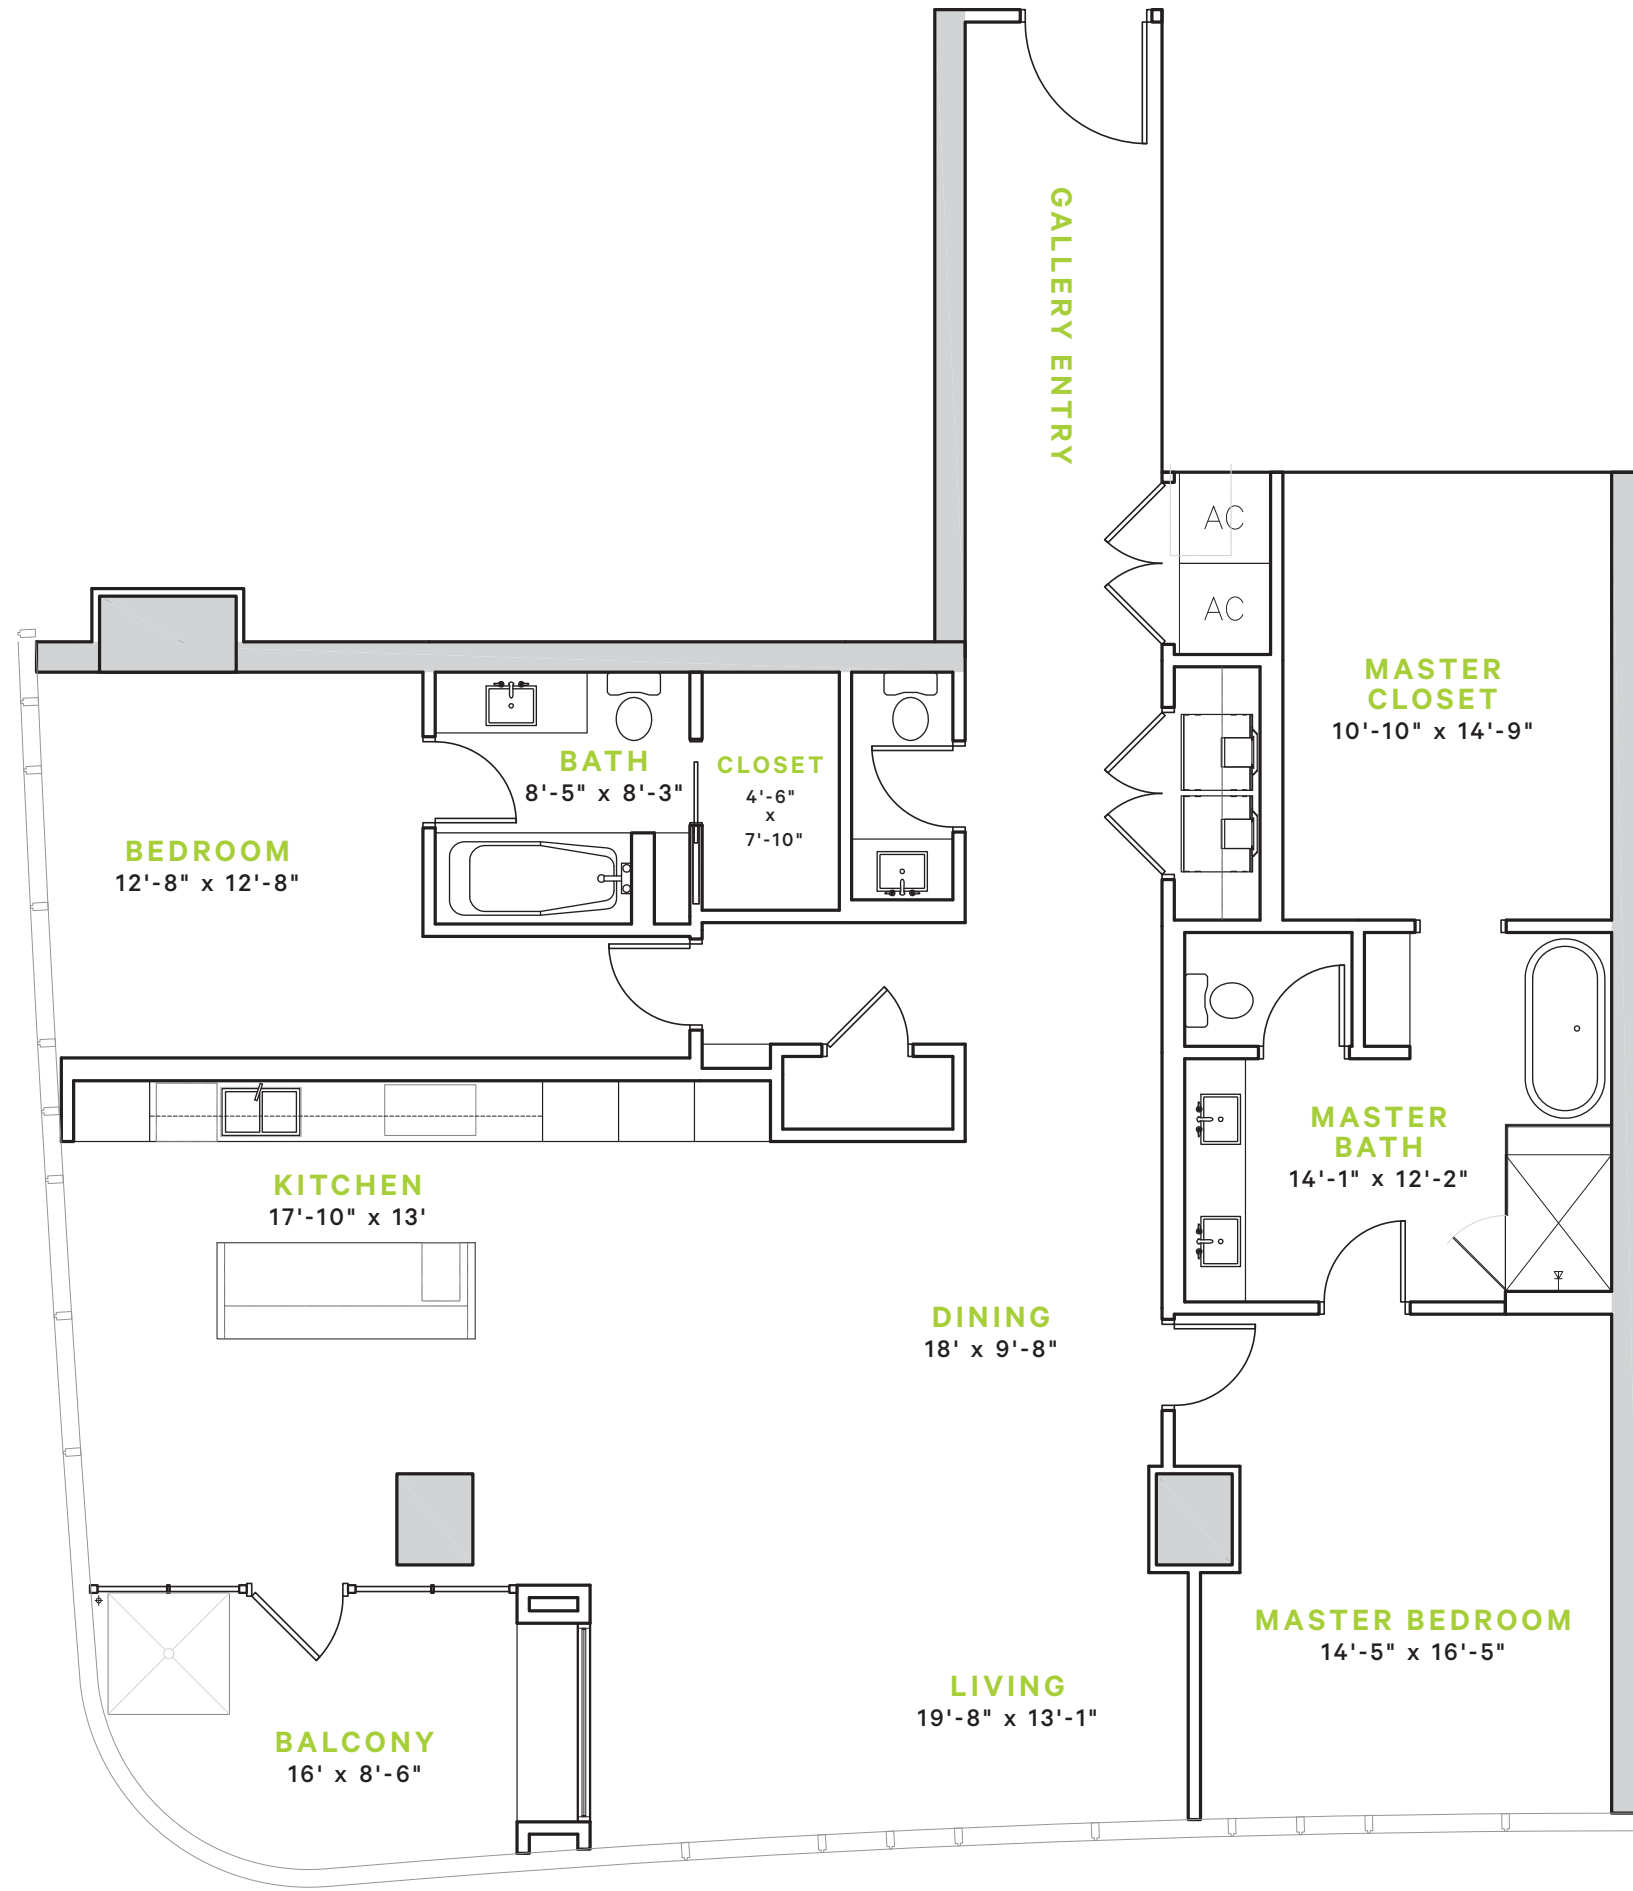 GALLERY ENTRY
AC
AC
MASTER
CLOSET
10'-10" x 14'-9"
BATH
8'-5" x 8'-3"
CLOSET
4'-6"
x
7'-10"
BEDROOM
12'-8" x 12'-8"
MASTER
BATH
14'-1" x 12'-2"
KITCHEN
17'-10" x 13'
DINING
18' x 9'-8"
MASTER BEDROOM
14'-5" x 16'-5"
LIVING
19'-8" x 13'-1"
BALCONY
16' x 8'-6"